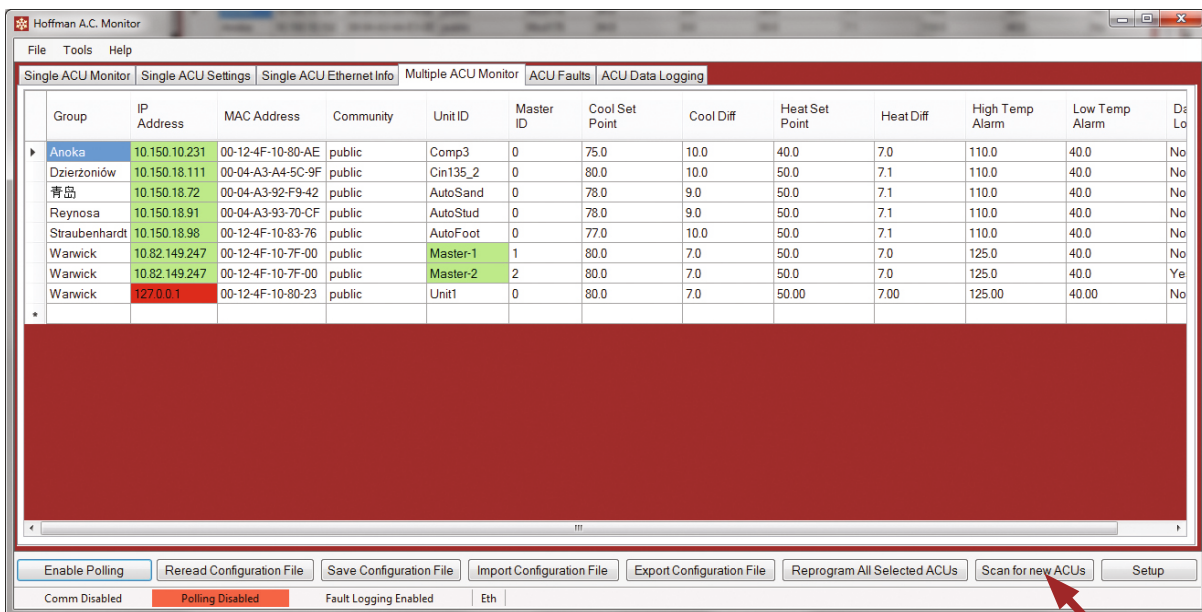 Hoffman A.C. Monitor
File Tools Help
Single ACU Monitor Single ACU Settings Single ACU Ethernet Info Multiple ACU Monitor ACU Faults ACU Data Logging
Group IP Address MAC Address Community Unit ID Master ID Cool Set Point Cool Diff Heat Set Point Heat Diff High Temp Alarm Low Temp Alarm Da Lo
Anoka 10.150.10.231 00-12-4F-10-80-AE public Comp3 0 75.0 10.0 40.0 7.0 110.0 40.0 No
Dzierżoniów 10.150.18.111 00-04-A3-A4-5C-9F public Cin135_2 0 80.0 10.0 50.0 7.1 110.0 40.0 No
青岛 10.150.18.72 00-04-A3-92-F9-42 public AutoSand 0 78.0 9.0 50.0 7.1 110.0 40.0 No
Reynosa 10.150.18.91 00-04-A3-93-70-CF public AutoStud 0 78.0 9.0 50.0 7.1 110.0 40.0 No
Straubenhardt 10.150.18.98 00-12-4F-10-83-76 public AutoFoot 0 77.0 10.0 50.0 7.1 110.0 40.0 No
Warwick 10.82.149.247 00-12-4F-10-7F-00 public Master-1 1 80.0 7.0 50.0 7.0 125.0 40.0 No
Warwick 10.82.149.247 00-12-4F-10-7F-00 public Master-2 2 80.0 7.0 50.0 7.0 125.0 40.0 Ye
Warwick 127.0.0.1 00-12-4F-10-80-23 public Unit1 0 80.0 7.0 50.00 7.00 125.00 40.00 No
*
Enable Polling Reread Configuration File Save Configuration File Import Configuration File Export Configuration File Reprogram All Selected ACUs Scan for new ACUs Setup
Comm Disabled Polling Disabled Fault Logging Enabled Eth